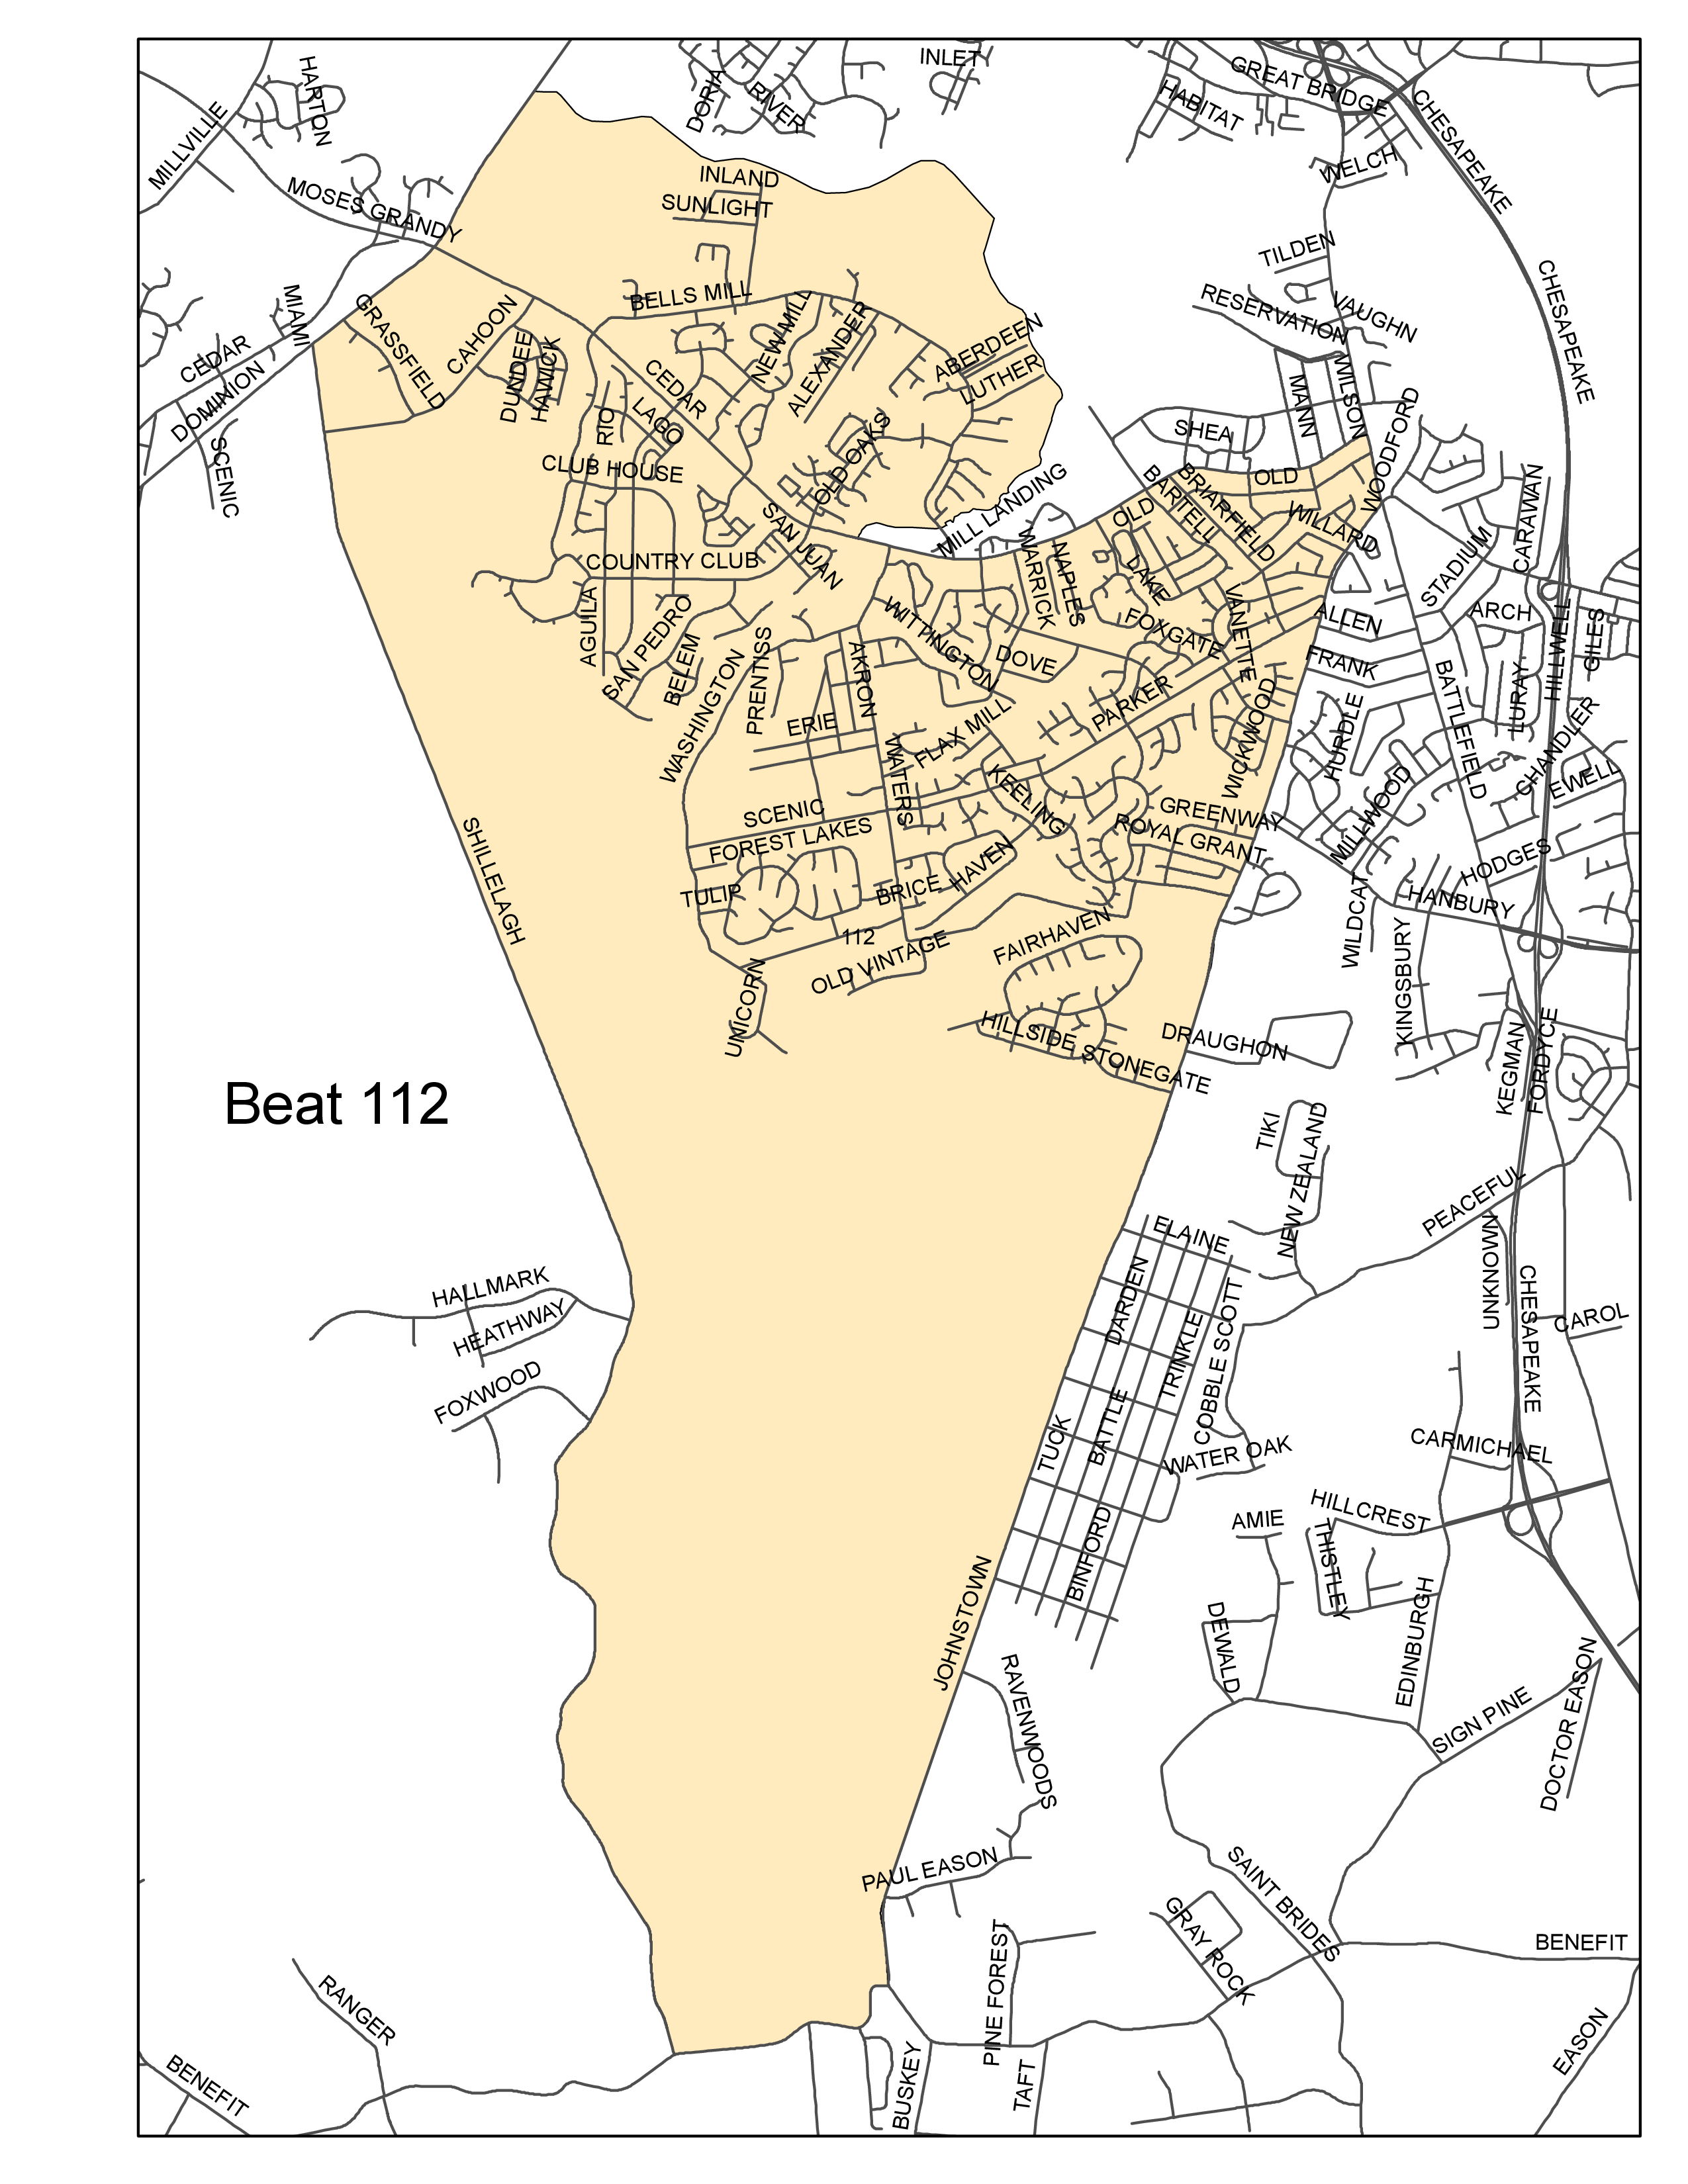 INLET
GREAT BRIDGE
HARTON
DORIA
RIVER
HABITAT
CHESAPEAKE
MILLVILLE
WELCH
INLAND
MOSES GRANDY
SUNLIGHT
TILDEN
CHESAPEAKE
BELLS MILL
RESERVATION
VAUGHN
MIAMI
GRASSFIELD
CAHOON
NEW MILL
ALEXANDER
ABERDEEN
CEDAR
DUNDEE
HAWICK
CEDAR
LUTHER
WILSON
MANN
DOMINION
RIO
LAGO
SHEA
WOODFORD
SCENIC
CLUB HOUSE
OLD OAKS
OLD
MILL LANDING
BARTELL
BRIARFIELD
OLD
WILLARD
CARAWAN
SAN JUAN
COUNTRY CLUB
WARRICK
NAPLES
LAKE
STADIUM
AGUILA
SAN PEDRO
BELEM
WITTINGTON
FOXGATE
VANETTE
ALLEN
ARCH
HILLWELL
GILES
WASHINGTON
PRENTISS
AKRON
DOVE
FRANK
BATTLEFIELD
LURAY
ERIE
PARKER
WICKWOOD
HURDLE
FLAX MILL
WATERS
CHANDLER
KEELING
EWELL
SCENIC
GREENWAY
MILLWOOD
FOREST LAKES
ROYAL GRANT
SHILLELAGH
HODGES
TULIP
BRICE
HAVEN
HANBURY
WILDCAT
112
FAIRHAVEN
OLD VINTAGE
KINGSBURY
UNICORN
HILLSIDE
STONEGATE
DRAUGHON
KEGMAN
FORDYCE
Beat 112
TIKI
NEW ZEALAND
PEACEFUL
ELAINE
UNKNOWN
HALLMARK
DARDEN
CHESAPEAKE
HEATHWAY
TRINKLE
COBBLE SCOTT
CAROL
FOXWOOD
TUCK
BATTLE
WATER OAK
CARMICHAEL
AMIE
HILLCREST
BINFORD
THISTLEY
JOHNSTOWN
DEWALD
EDINBURGH
RAVENWOODS
SIGN PINE
DOCTOR EASON
PAUL EASON
SAINT BRIDES
GRAY ROCK
PINE FOREST
BENEFIT
RANGER
BUSKEY
TAFT
EASON
BENEFIT